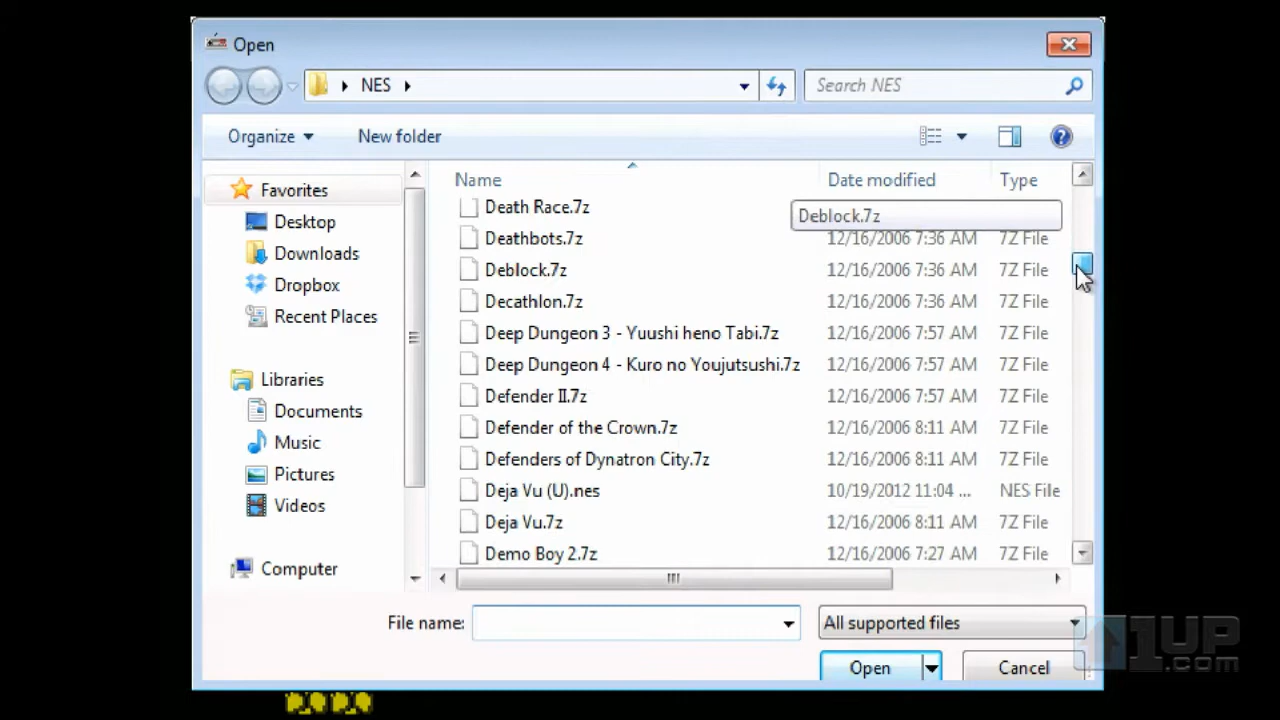 Open
NES
Search NES
Organize
New folder
Name
Date modified
Type
Favorites
Desktop
Downloads
Dropbox
Recent Places
Libraries
Documents
Music
Pictures
Videos
Computer
Death Race.7z
Deblock.7z
Deathbots.7z 12/16/2006 7:36 AM 7Z File
Deblock.7z 12/16/2006 7:36 AM 7Z File
Decathlon.7z 12/16/2006 7:36 AM 7Z File
Deep Dungeon 3 - Yuushi heno Tabi.7z 12/16/2006 7:57 AM 7Z File
Deep Dungeon 4 - Kuro no Youjutsushi.7z 12/16/2006 7:57 AM 7Z File
Defender II.7z 12/16/2006 7:57 AM 7Z File
Defender of the Crown.7z 12/16/2006 8:11 AM 7Z File
Defenders of Dynatron City.7z 12/16/2006 8:11 AM 7Z File
Deja Vu (U).nes 10/19/2012 11:04 ... NES File
Deja Vu.7z 12/16/2006 8:11 AM 7Z File
Demo Boy 2.7z 12/16/2006 7:27 AM 7Z File
File name:
All supported files
Open
Cancel
1UP
.com